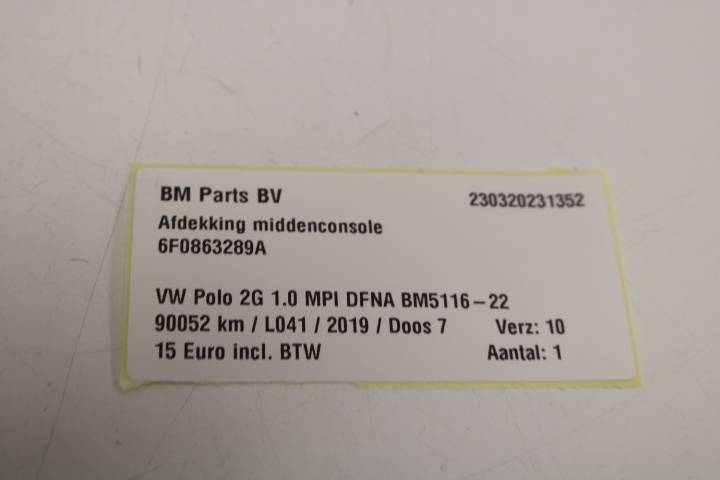 BM Parts BV 230320231352
Afdekking middenconsole
6F0863289A
VW Polo 2G 1.0 MPI DFNA BM5116-22
90052 km / L041 / 2019 / Doos 7 Verz: 10
15 Euro incl. BTW Aantal: 1